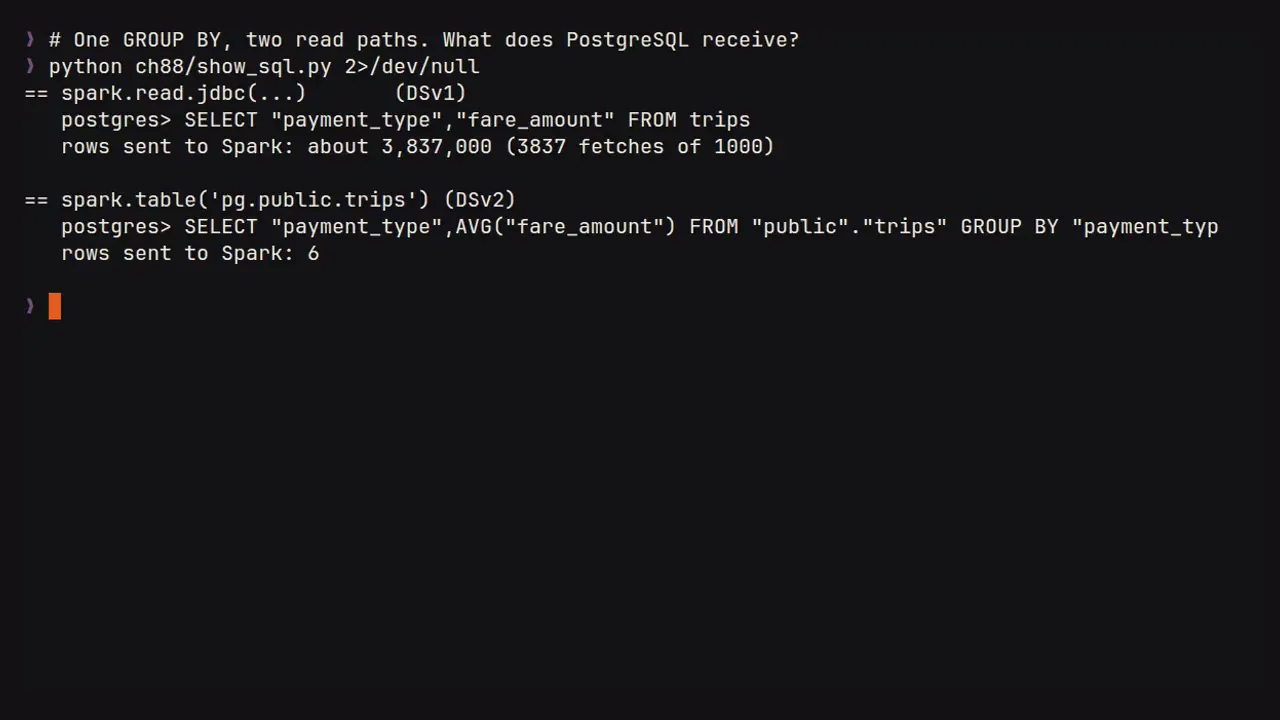 ❱ # One GROUP BY, two read paths. What does PostgreSQL receive?
❱ python ch88/show_sql.py 2>/dev/null
== spark.read.jdbc(...)       (DSv1)
   postgres> SELECT "payment_type","fare_amount" FROM trips
   rows sent to Spark: about 3,837,000 (3837 fetches of 1000)
== spark.table('pg.public.trips') (DSv2)
   postgres> SELECT "payment_type",AVG("fare_amount") FROM "public"."trips" GROUP BY "payment_typ
   rows sent to Spark: 6
❱